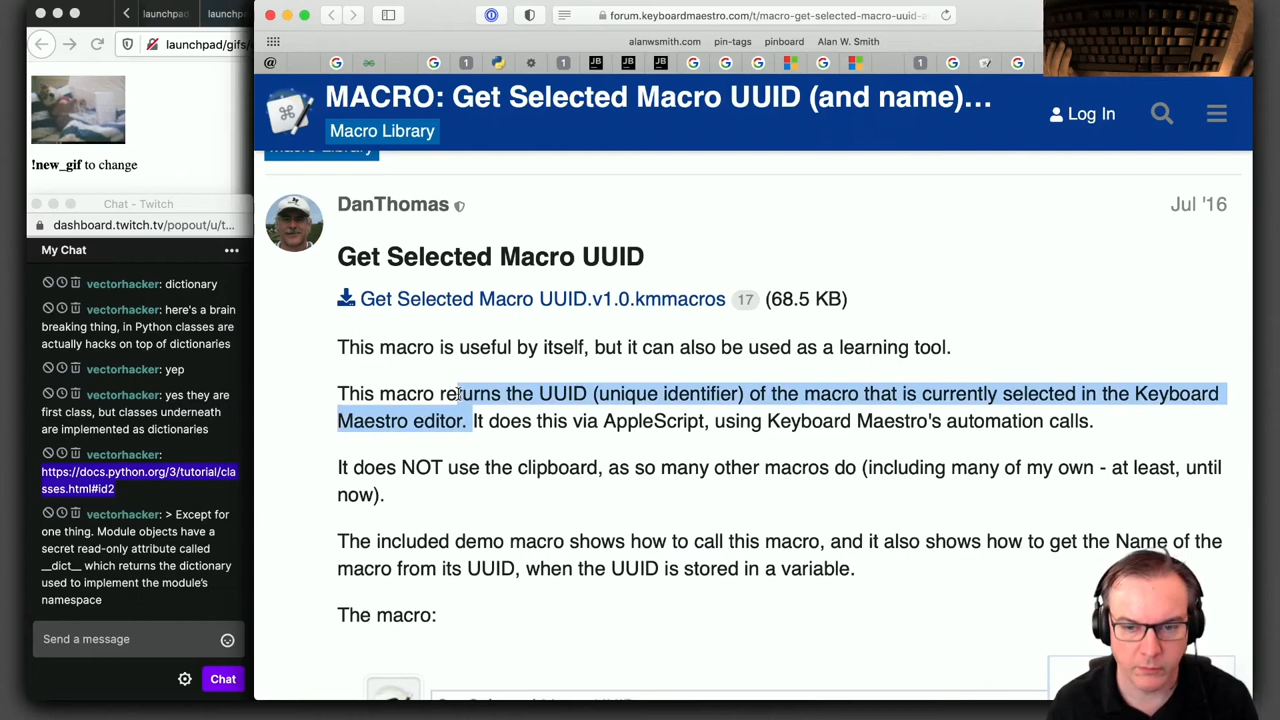 launchpad/gifs/
launchpad
!new_gif to change
Chat - Twitch
dashboard.twitch.tv/popout/u/t...
My Chat
vectorhacker: dictionary
vectorhacker: here's a brain
breaking thing, in Python classes are
actually hacks on top of dictionaries
vectorhacker: yep
vectorhacker: yes they are
first class, but classes underneath
are implemented as dictionaries
vectorhacker:
https://docs.python.org/3/tutorial/cla
sses.html#id2
vectorhacker: > Except for
one thing. Module objects have a
secret read-only attribute called
__dict__ which returns the dictionary
used to implement the module's
namespace
Send a message
Chat
forum.keyboardmaestro.com/t/macro-get-selected-macro-uuid-a
alanwsmith.com pin-tags pinboard Alan W. Smith
MACRO: Get Selected Macro UUID (and name)...
Macro Library
Log In
Macro Library
DanThomas
Jul '16
Get Selected Macro UUID
Get Selected Macro UUID.v1.0.kmmacros 17 (68.5 KB)
This macro is useful by itself, but it can also be used as a learning tool.
This macro returns the UUID (unique identifier) of the macro that is currently selected in the Keyboard
Maestro editor. It does this via AppleScript, using Keyboard Maestro's automation calls.
It does NOT use the clipboard, as so many other macros do (including many of my own - at least, until
now).
The included demo macro shows how to call this macro, and it also shows how to get the Name of the
macro from its UUID, when the UUID is stored in a variable.
The macro: